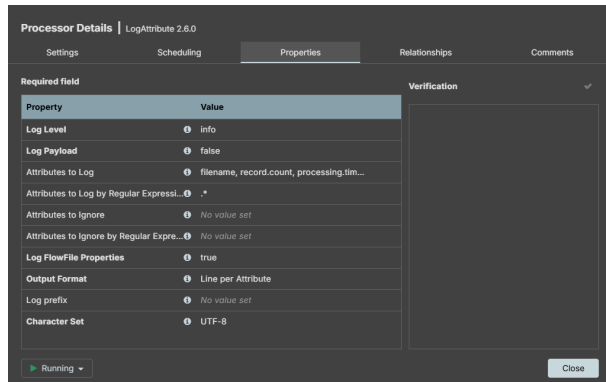 Processor Details | LogAttribute 2.6.0
Settings Scheduling Properties Relationships Comments
Required field
Verification
Property Value
Log Level info
Log Payload false
Attributes to Log filename, record.count, processing.tim...
Attributes to Log by Regular Expressi... .*
Attributes to Ignore No value set
Attributes to Ignore by Regular Expre... No value set
Log FlowFile Properties true
Output Format Line per Attribute
Log prefix No value set
Character Set UTF-8
Running Close